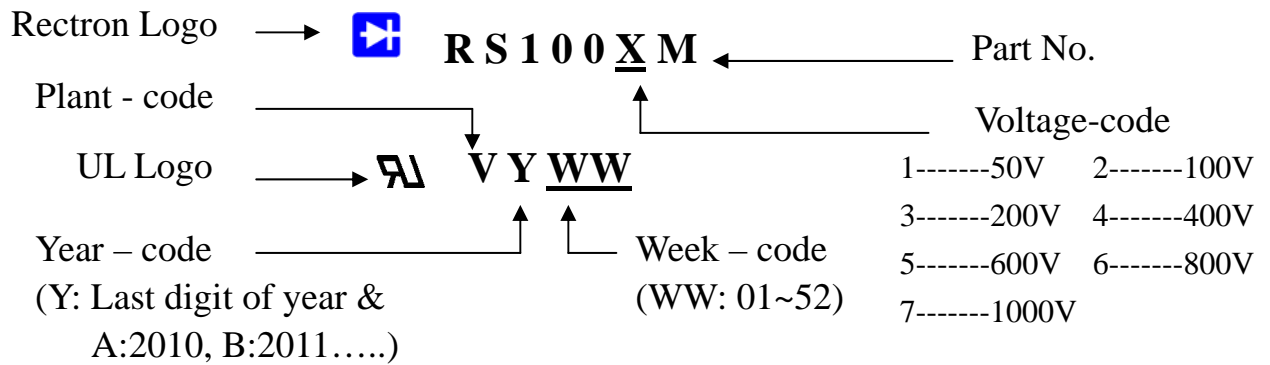 Rectron Logo
R S 1 0 0 X M
Part No.
Plant - code
Voltage-code
UL Logo
V Y WW
1-------50V 2-------100V
3-------200V 4-------400V
Year – code
Week – code
5-------600V 6-------800V
(Y: Last digit of year &
(WW: 01~52)
7-------1000V
A:2010, B:2011…..)